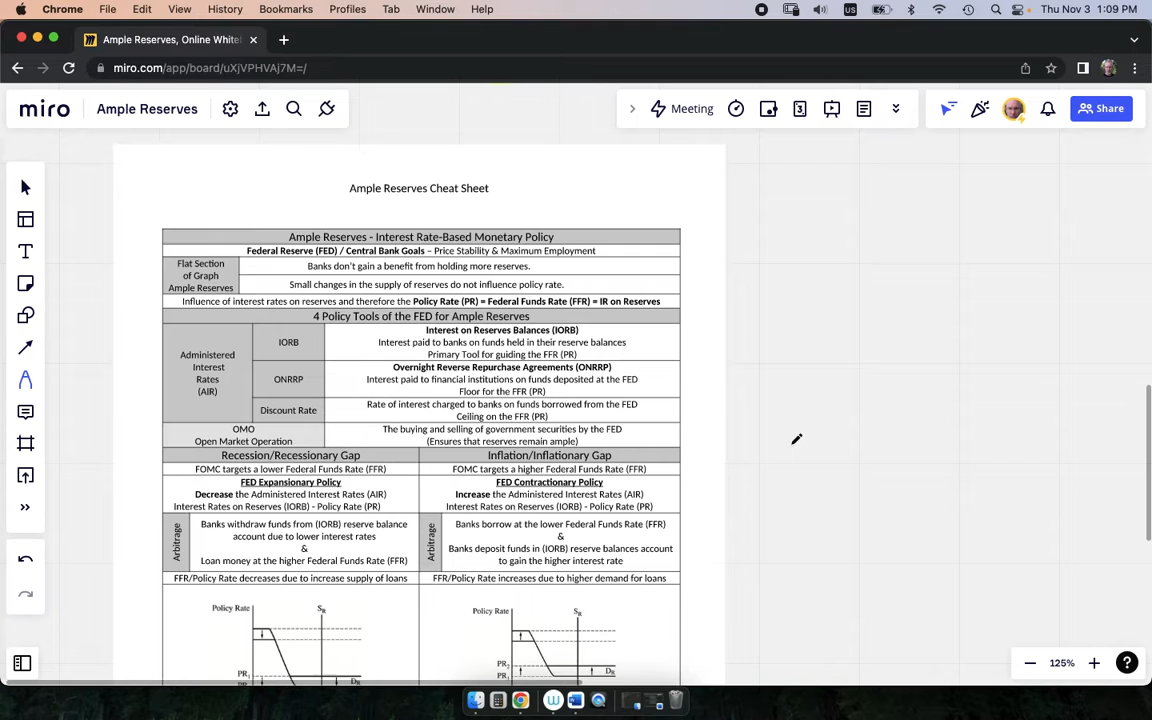 Chrome File Edit View History Bookmarks Profiles Tab Window Help US Thu Nov 3 1:09 PM
Ample Reserves, Online Whitel
miro.com/app/board/uXjVPHVAj7M=/
miro Ample Reserves 3 Meeting Share
Ample Reserves Cheat Sheet
Ample Reserves - Interest Rate-Based Monetary Policy
Federal Reserve (FED) / Central Bank Goals – Price Stability & Maximum Employment
Flat Section
of Graph
Ample Reserves
Banks don't gain a benefit from holding more reserves.
Small changes in the supply of reserves do not influence policy rate.
Influence of interest rates on reserves and therefore the Policy Rate (PR) = Federal Funds Rate (FFR) = IR on Reserves
4 Policy Tools of the FED for Ample Reserves
Administered
Interest
Rates
(AIR)
IORB
Interest on Reserves Balances (IORB)
Interest paid to banks on funds held in their reserve balances
Primary Tool for guiding the FFR (PR)
ONRRP
Overnight Reverse Repurchase Agreements (ONRRP)
Interest paid to financial institutions on funds deposited at the FED
Floor for the FFR (PR)
Discount Rate
Rate of interest charged to banks on funds borrowed from the FED
Ceiling on the FFR (PR)
OMO
Open Market Operation
The buying and selling of government securities by the FED
(Ensures that reserves remain ample)
Recession/Recessionary Gap
FOMC targets a lower Federal Funds Rate (FFR)
FED Expansionary Policy
Decrease the Administered Interest Rates (AIR)
Interest Rates on Reserves (IORB) - Policy Rate (PR)
Arbitrage
Banks withdraw funds from (IORB) reserve balance
account due to lower interest rates
&
Loan money at the higher Federal Funds Rate (FFR)
FFR/Policy Rate decreases due to increase supply of loans
Policy Rate
SR
PR1
DR
Inflation/Inflationary Gap
FOMC targets a higher Federal Funds Rate (FFR)
FED Contractionary Policy
Increase the Administered Interest Rates (AIR)
Interest Rates on Reserves (IORB) - Policy Rate (PR)
Arbitrage
Banks borrow at the lower Federal Funds Rate (FFR)
&
Banks deposit funds in (IORB) reserve balances account
to gain the higher interest rate
FFR/Policy Rate increases due to higher demand for loans
Policy Rate
SR
PR2
PR1
DR
125%